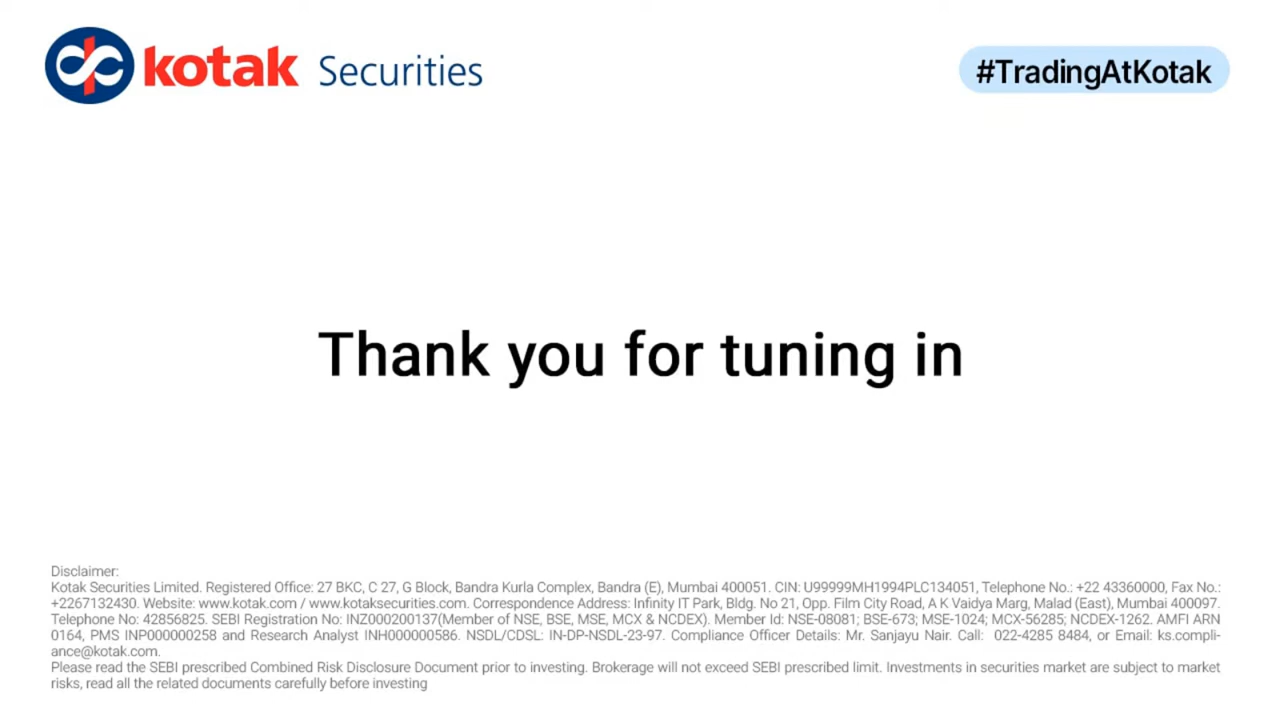 kotak Securities
#TradingAtKotak
Thank you for tuning in
Disclaimer:
Kotak Securities Limited. Registered Office: 27 BKC, C 27, G Block, Bandra Kurla Complex, Bandra (E), Mumbai 400051. CIN: U99999MH1994PLC134051, Telephone No.: +22 43360000, Fax No.:
+2267132430. Website: www.kotak.com / www.kotaksecurities.com. Correspondence Address: Infinity IT Park, Bldg. No 21, Opp. Film City Road, A K Vaidya Marg, Malad (East), Mumbai 400097.
Telephone No: 42856825. SEBI Registration No: INZ000200137(Member of NSE, BSE, MSE, MCX & NCDEX). Member Id: NSE-08081; BSE-673; MSE-1024; MCX-56285; NCDEX-1262. AMFI ARN
0164, PMS INP000000258 and Research Analyst INH000000586. NSDL/CDSL: IN-DP-NSDL-23-97. Compliance Officer Details: Mr. Sanjayu Nair. Call: 022-4285 8484, or Email: ks.compli-
ance@kotak.com.
Please read the SEBI prescribed Combined Risk Disclosure Document prior to investing. Brokerage will not exceed SEBI prescribed limit. Investments in securities market are subject to market
risks, read all the related documents carefully before investing